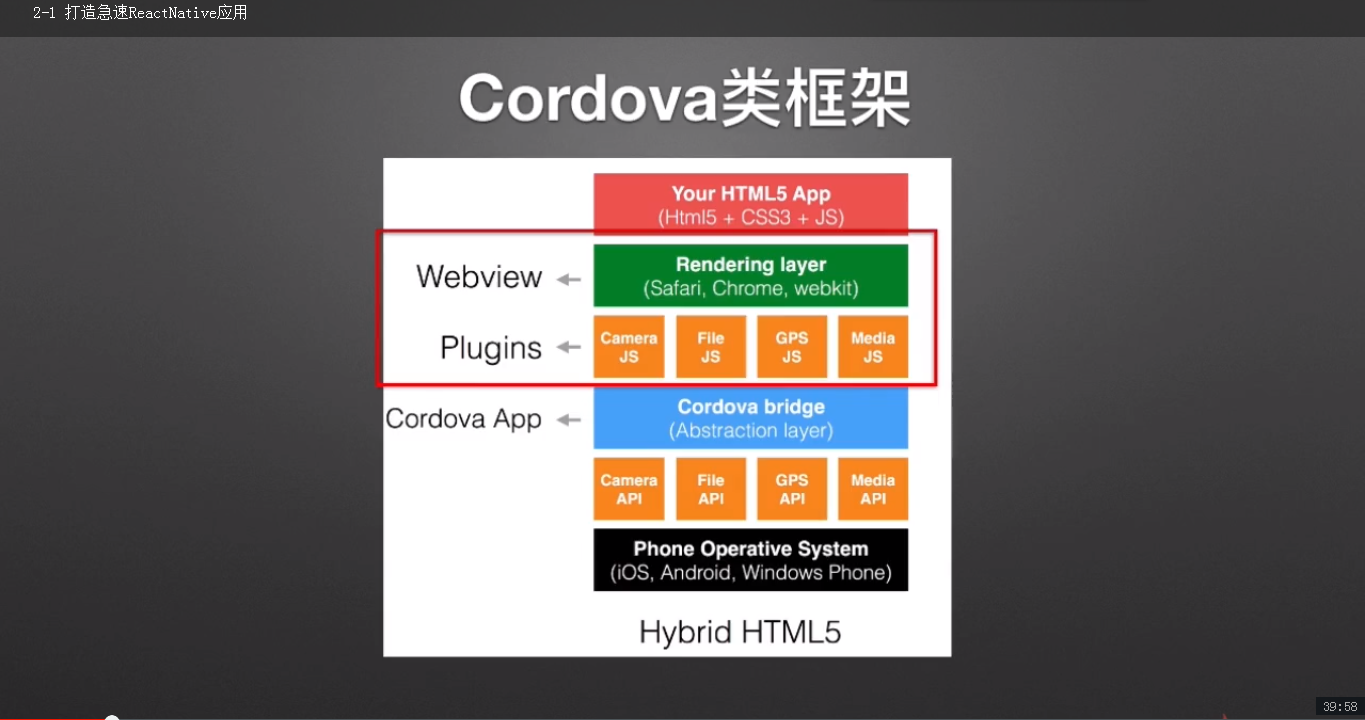 2-1 打造急速ReactNative应用
Cordova类框架
Your HTML5 App
(Html5 + CSS3 + JS)
Webview
Rendering layer
(Safari, Chrome, webkit)
Plugins
Camera JS
File JS
GPS JS
Media JS
Cordova App
Cordova bridge
(Abstraction layer)
Camera API
File API
GPS API
Media API
Phone Operative System
(iOS, Android, Windows Phone)
Hybrid HTML5
39:58